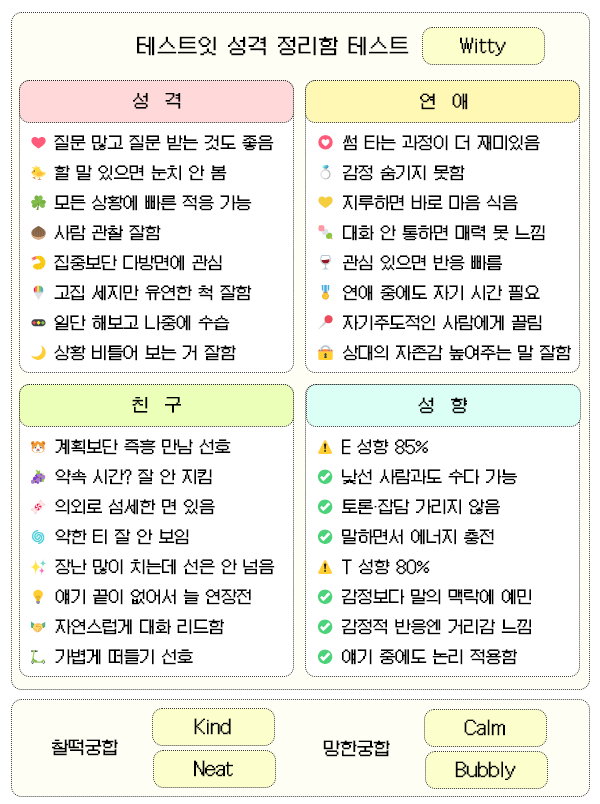 테스트잇 성격 정리함 테스트 Witty
성 격
질문 많고 질문 받는 것도 좋음
할 말 있으면 눈치 안 봄
모든 상황에 빠른 적응 가능
사람 관찰 잘함
집중보단 다방면에 관심
고집 세지만 유연한 척 잘함
일단 해보고 나중에 수습
상황 비틀어 보는 거 잘함
연 애
썸 타는 과정이 더 재미있음
감정 숨기지 못함
지루하면 바로 마음 식음
대화 안 통하면 매력 못 느낌
관심 있으면 반응 빠름
연애 중에도 자기 시간 필요
자기주도적인 사람에게 끌림
상대의 자존감 높여주는 말 잘함
친 구
계획보단 즉흥 만남 선호
약속 시간? 잘 안 지킴
의외로 섬세한 면 있음
약한 티 잘 안 보임
장난 많이 치는데 선은 안 넘음
얘기 끝이 없어서 늘 연장전
자연스럽게 대화 리드함
가볍게 떠들기 선호
성 향
E 성향 85%
낯선 사람과도 수다 가능
토론·잡담 가리지 않음
말하면서 에너지 충전
T 성향 80%
감정보다 말의 맥락에 예민
감정적 반응엔 거리감 느낌
얘기 중에도 논리 적용함
찰떡궁합
Kind
Neat
망한궁합
Calm
Bubbly